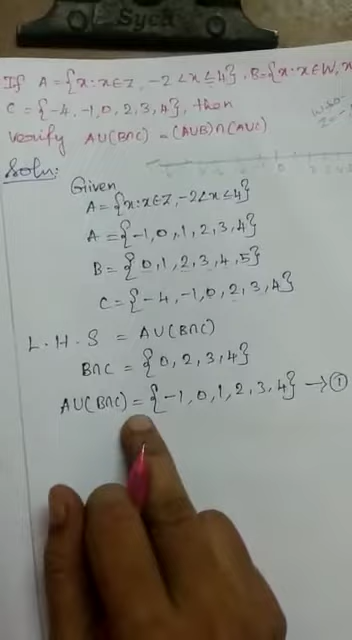 Syca
If A = {x : x ∈ Z, -2 < x ≤ 4}, B = {x : x ∈ W, x
C = {-4, -1, 0, 2, 3, 4}, then
verify A∪(B∩C) = (A∪B)∩(A∪C)
Soln:
Given
A = {x : x ∈ Z, -2 < x ≤ 4}
A = {-1, 0, 1, 2, 3, 4}
B = {0, 1, 2, 3, 4, 5}
C = {-4, -1, 0, 2, 3, 4}
L.H.S = A∪(B∩C)
B∩C = {0, 2, 3, 4}
A∪(B∩C) = {-1, 0, 1, 2, 3, 4} → ①